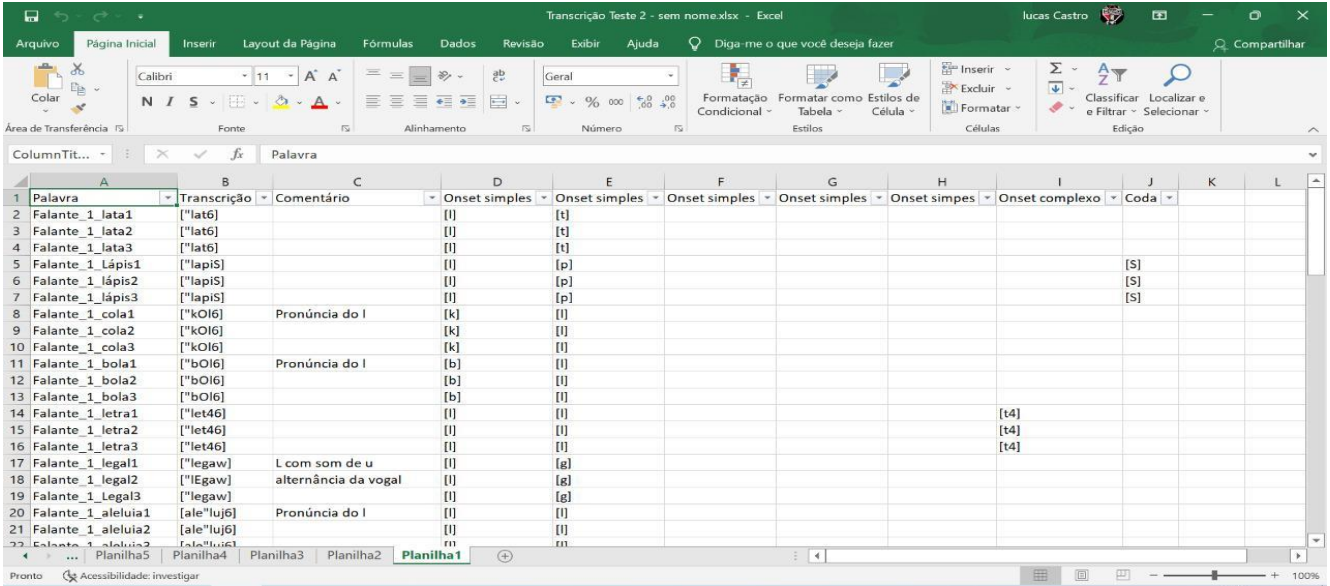 Transcrição Teste 2 - sem nome.xlsx - Excel lucas Castro
Arquivo Página Inicial Inserir Layout da Página Fórmulas Dados Revisão Exibir Ajuda Diga-me o que você deseja fazer Compartilhar
Colar Calibri 11 A A ab Geral Formatação Condicional Formatar como Tabela Estilos de Célula Inserir Excluir Formatar Classificar e Filtrar Localizar e Selecionar
N I S A % 000
Área de Transferência Fonte Alinhamento Número Estilos Células Edição
ColumnTit... fx Palavra
A B C D E F G H I J K L
1 Palavra Transcrição Comentário Onset simples Onset simples Onset simples Onset simples Onset simpes Onset complexo Coda
2 Falante_1_lata1 ["lat6] [l] [t]
3 Falante_1_lata2 ["lat6] [l] [t]
4 Falante_1_lata3 ["lat6] [l] [t]
5 Falante_1_Lápis1 ["lapiS] [l] [p] [S]
6 Falante_1_lápis2 ["lapiS] [l] [p] [S]
7 Falante_1_lápis3 ["lapiS] [l] [p] [S]
8 Falante_1_cola1 ["kOl6] Pronúncia do l [k] [l]
9 Falante_1_cola2 ["kOl6] [k] [l]
10 Falante_1_cola3 ["kOl6] [k] [l]
11 Falante_1_bola1 ["bOl6] Pronúncia do l [b] [l]
12 Falante_1_bola2 ["bOl6] [b] [l]
13 Falante_1_bola3 ["bOl6] [b] [l]
14 Falante_1_letra1 ["let46] [l] [l] [t4]
15 Falante_1_letra2 ["let46] [l] [l] [t4]
16 Falante_1_letra3 ["let46] [l] [l] [t4]
17 Falante_1_legal1 ["legaw] L com som de u [l] [g]
18 Falante_1_legal2 ["lEgaw] alternância da vogal [l] [g]
19 Falante_1_Legal3 ["legaw] [l] [g]
20 Falante_1_aleluia1 [ale"luj6] Pronúncia do l [l] [l]
21 Falante_1_aleluia2 [ale"luj6] [l] [l]
22 Falante_1_aleluia3 [ale"luj6] [l] [l]
... Planilha5 Planilha4 Planilha3 Planilha2 Planilha1
Pronto Acessibilidade: investigar 100%